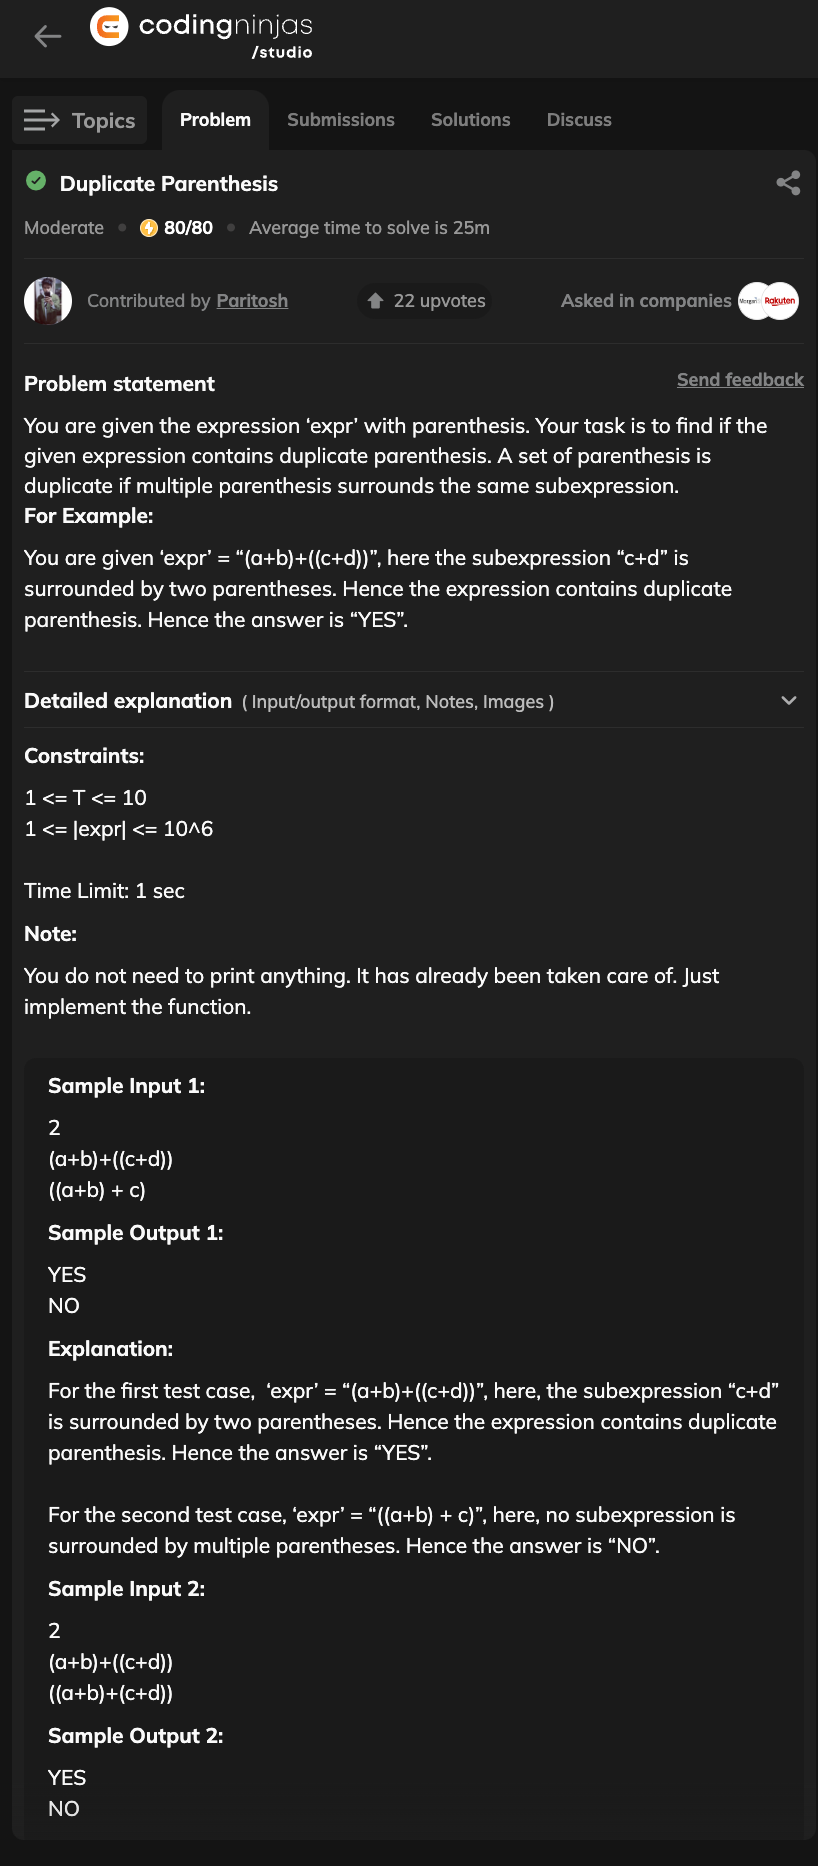 codingninjas
/studio
Topics
Problem
Submissions
Solutions
Discuss
Duplicate Parenthesis
Moderate • 80/80 • Average time to solve is 25m
Contributed by Paritosh
22 upvotes
Asked in companies
Morgan
Rakuten
Problem statement
Send feedback
You are given the expression ‘expr’ with parenthesis. Your task is to find if the
given expression contains duplicate parenthesis. A set of parenthesis is
duplicate if multiple parenthesis surrounds the same subexpression.
For Example:
You are given ‘expr’ = “(a+b)+((c+d))”, here the subexpression “c+d” is
surrounded by two parentheses. Hence the expression contains duplicate
parenthesis. Hence the answer is “YES”.
Detailed explanation ( Input/output format, Notes, Images )
Constraints:
1 <= T <= 10
1 <= |expr| <= 10^6
Time Limit: 1 sec
Note:
You do not need to print anything. It has already been taken care of. Just
implement the function.
Sample Input 1:
2
(a+b)+((c+d))
((a+b) + c)
Sample Output 1:
YES
NO
Explanation:
For the first test case,  ‘expr’ = “(a+b)+((c+d))”, here, the subexpression “c+d”
is surrounded by two parentheses. Hence the expression contains duplicate
parenthesis. Hence the answer is “YES”.
For the second test case, ‘expr’ = “((a+b) + c)”, here, no subexpression is
surrounded by multiple parentheses. Hence the answer is “NO”.
Sample Input 2:
2
(a+b)+((c+d))
((a+b)+(c+d))
Sample Output 2:
YES
NO